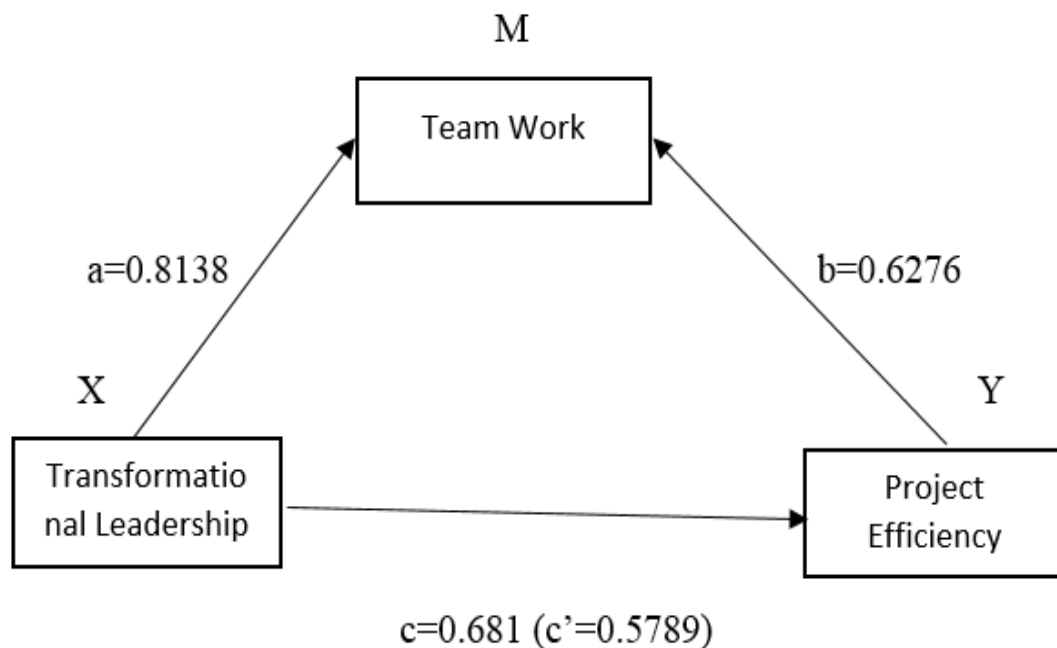 M
Team Work
a=0.8138
b=0.6276
X
Y
Transformatio
nal Leadership
Project
Efficiency
c=0.681 (c’=0.5789)